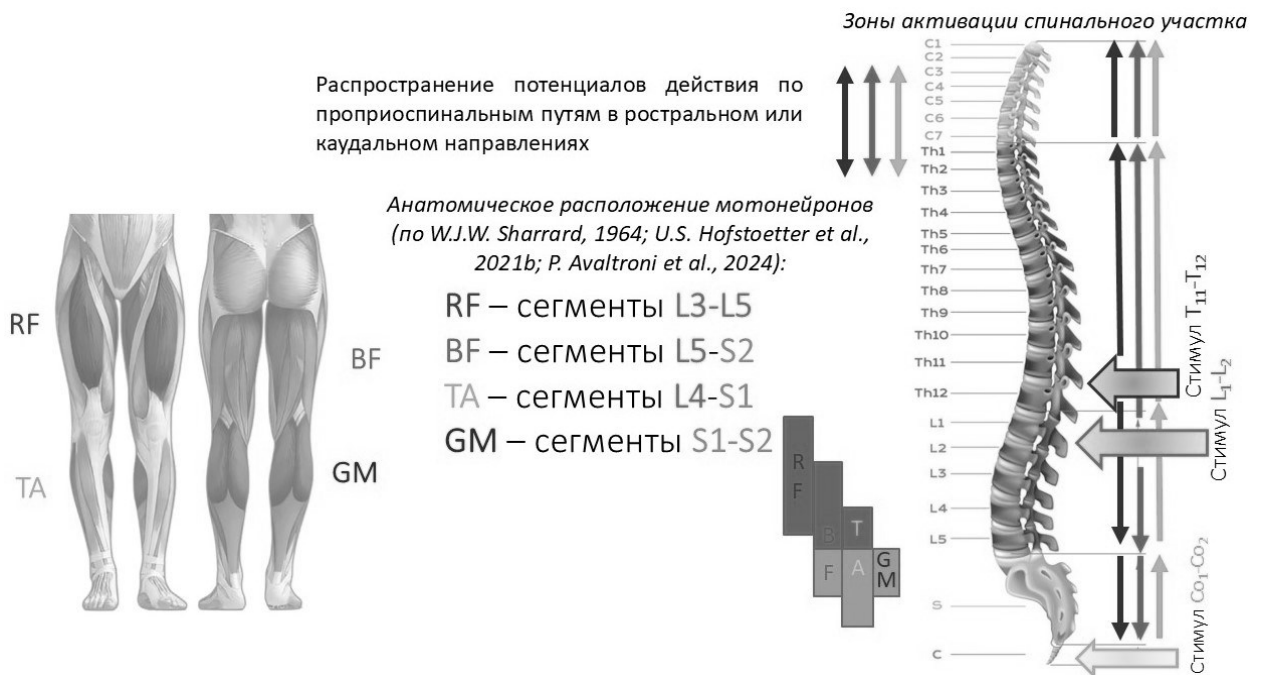 Зоны активации спинального участка
Распространение потенциалов действия по
проприоспинальным путям в ростральном или
каудальном направлениях
Анатомическое расположение мотонейронов
(по W.J.W. Sharrard, 1964; U.S. Hofstoetter et al.,
2021b; P. Avaltroni et al., 2024):
RF – сегменты L3-L5
BF – сегменты L5-S2
TA – сегменты L4-S1
GM – сегменты S1-S2
RF
TA
BF
GM
R
F
B
F
T
A
G
M
C1
C2
C3
C4
C5
C6
C7
Th1
Th2
Th3
Th4
Th5
Th6
Th7
Th8
Th9
Th10
Th11
Th12
L1
L2
L3
L4
L5
S
C
Стимул T11-T12
Стимул L1-L2
Стимул Co1-Co2